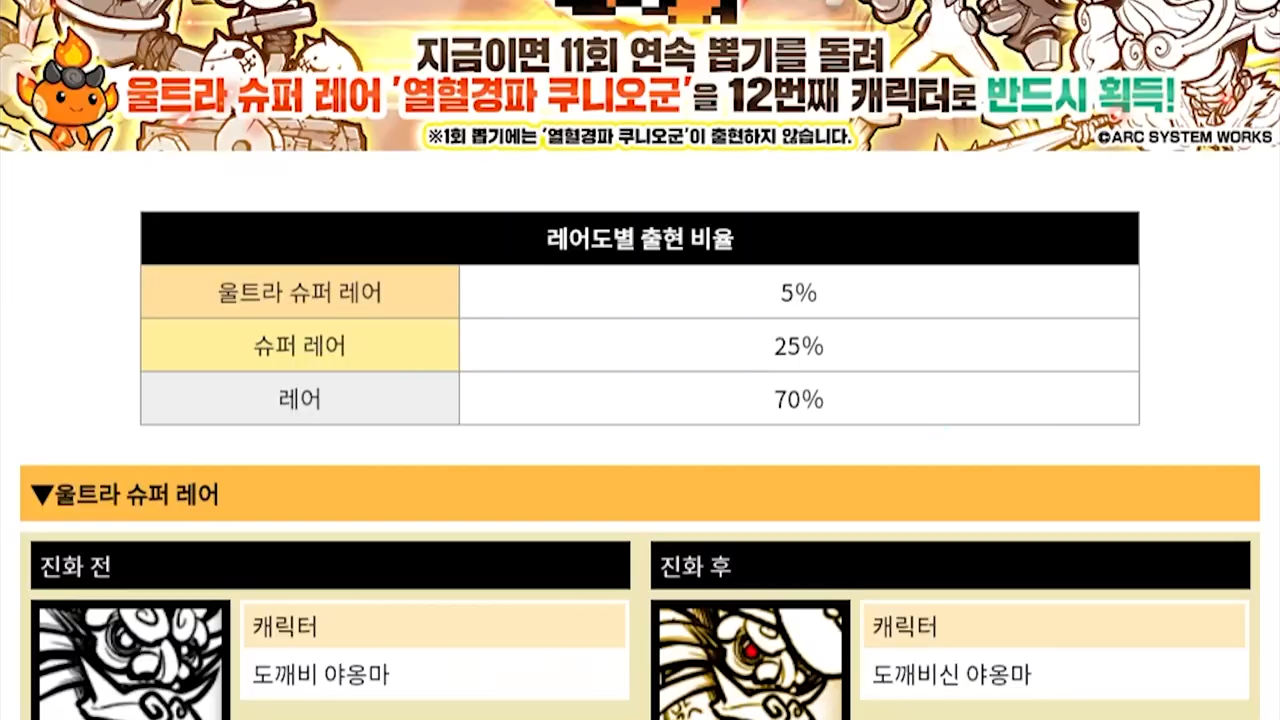 지금이면 11회 연속 뽑기를 돌려
울트라 슈퍼 레어 '열혈경파 쿠니오군'을 12번째 캐릭터로 반드시 획득!
※1회 뽑기에는 '열혈경파 쿠니오군'이 출현하지 않습니다.
©ARC SYSTEM WORKS
레어도별 출현 비율
울트라 슈퍼 레어 5%
슈퍼 레어 25%
레어 70%
▼울트라 슈퍼 레어
진화 전
진화 후
캐릭터
도깨비 야옹마
캐릭터
도깨비신 야옹마